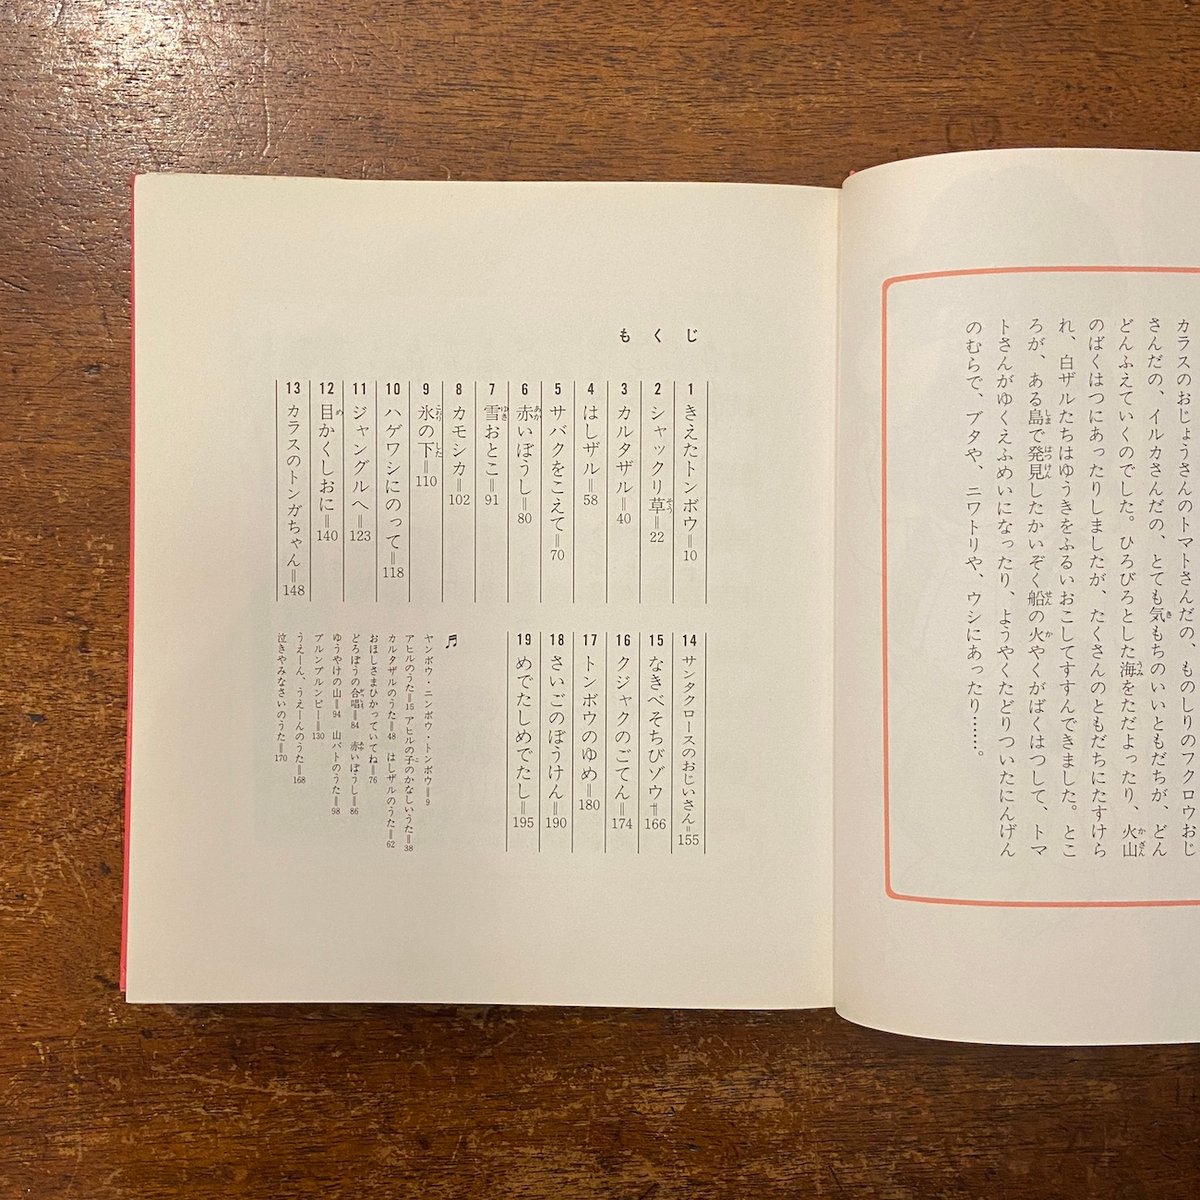 カラスのおじょうさんのトマトさんだの、ものしりのフクロウおじ
さんだの、イルカさんだの、とても気もちのいいともだちが、どん
どんふえていくのでした。ひろびろとした海をただよったり、火山
のばくはつにあったりしましたが、たくさんのともだちにたすけら
れ、白ザルたちはゆうきをふるいおこしてすすんできました。とこ
ろが、ある島で発見したかいぞく船の火やくがばくはつして、トマ
トさんがゆくえふめいになったり、ようやくたどりついたにんげん
のむらで、ブタや、ニワトリや、ウシにあったり……。
もくじ
1 きえたトンボウ=10
2 シャックリ草=22
3 カルタザル=40
4 はしザル=58
5 サバクをこえて=70
6 赤いぼうし=80
7 雪おとこ=91
8 カモシカ=102
9 氷の下=110
10 ハゲワシにのって=118
11 ジャングルへ=123
12 目かくしおに=140
13 カラスのトンガちゃん=148
14 サンタクロースのおじいさん=155
15 なきべそちびゾウ=166
16 クジャクのごてん=174
17 トンボウのゆめ=180
18 さいごのぼうけん=190
19 めでたしめでたし=195
♬
ヤンボウ・ニンボウ・トンボウ=9
アヒルのうた=15 アヒルの子のかなしいうた=38
カルタザルのうた=48 はしザルのうた=62
おほしさまひかっていてね=76
どろぼうの合唱=84 赤いぼうし=86
ゆうやけの山=94 山バトのうた=98
ブルンブルンビー=130
うえーん、うえーんのうた=168
泣きやみなさいのうた=170